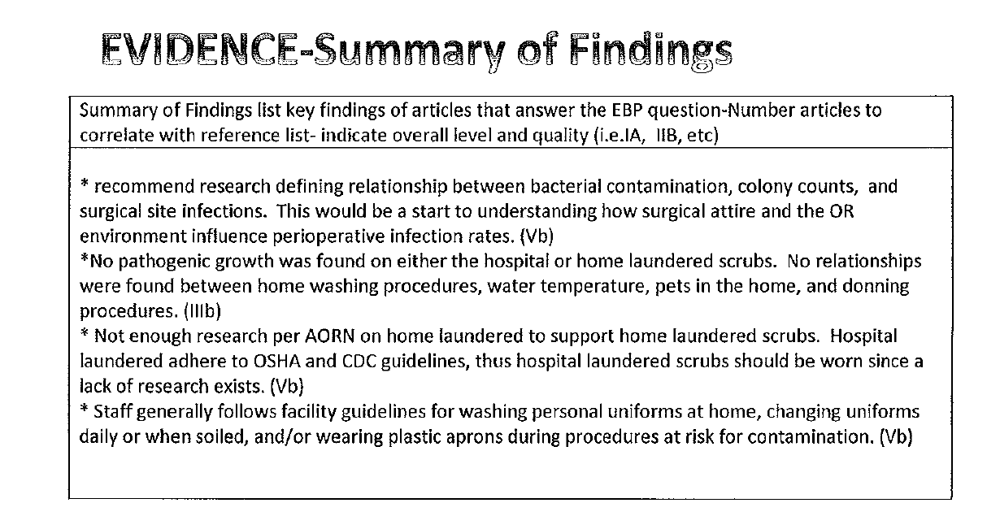 EVIDENCE-Summary of Findings
Summary of Findings list key findings of articles that answer the EBP question-Number articles to
correlate with reference list- indicate overall level and quality (i.e.IA,  IIB, etc)
* recommend research defining relationship between bacterial contamination, colony counts,  and
surgical site infections.  This would be a start to understanding how surgical attire and the OR
environment influence perioperative infection rates. (Vb)
*No pathogenic growth was found on either the hospital or home laundered scrubs.  No relationships
were found between home washing procedures, water temperature, pets in the home, and donning
procedures. (IIIb)
* Not enough research per AORN on home laundered to support home laundered scrubs.  Hospital
laundered adhere to OSHA and CDC guidelines, thus hospital laundered scrubs should be worn since a
lack of research exists. (Vb)
* Staff generally follows facility guidelines for washing personal uniforms at home, changing uniforms
daily or when soiled, and/or wearing plastic aprons during procedures at risk for contamination. (Vb)